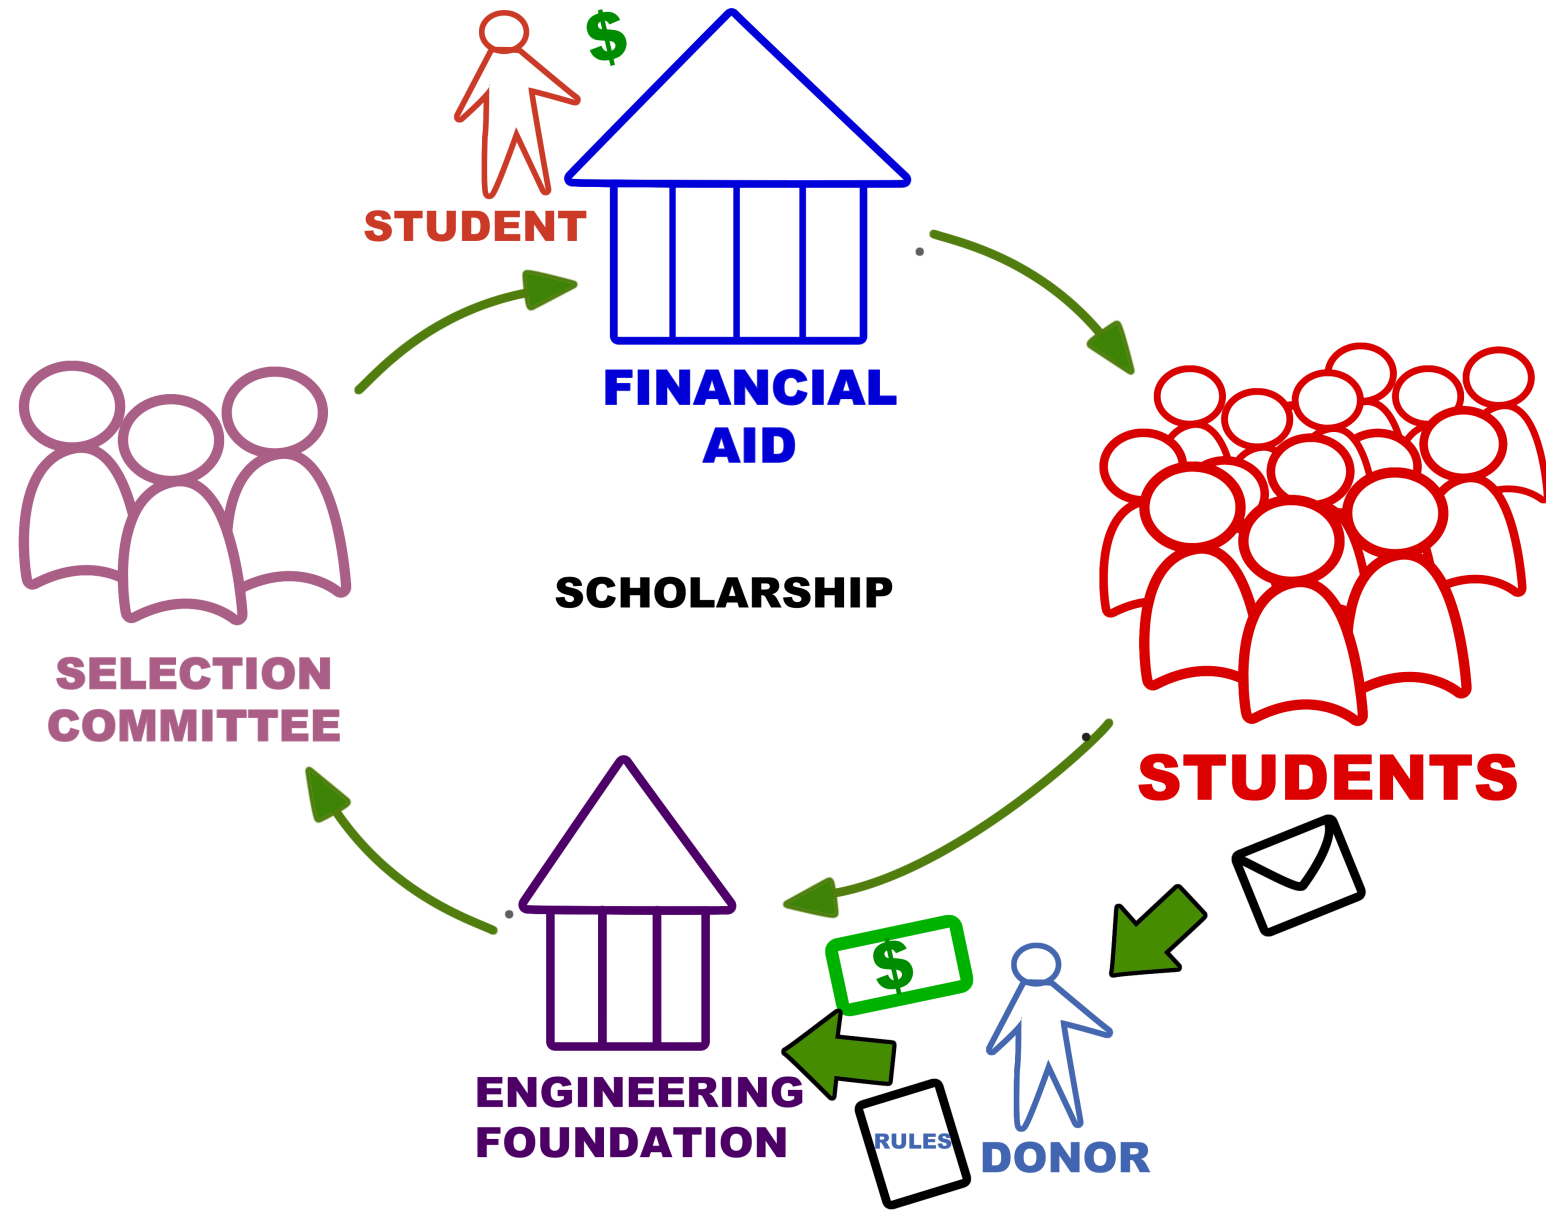 $
STUDENT
FINANCIAL
AID
SCHOLARSHIP
SELECTION
COMMITTEE
STUDENTS
$
ENGINEERING
FOUNDATION
RULES
DONOR